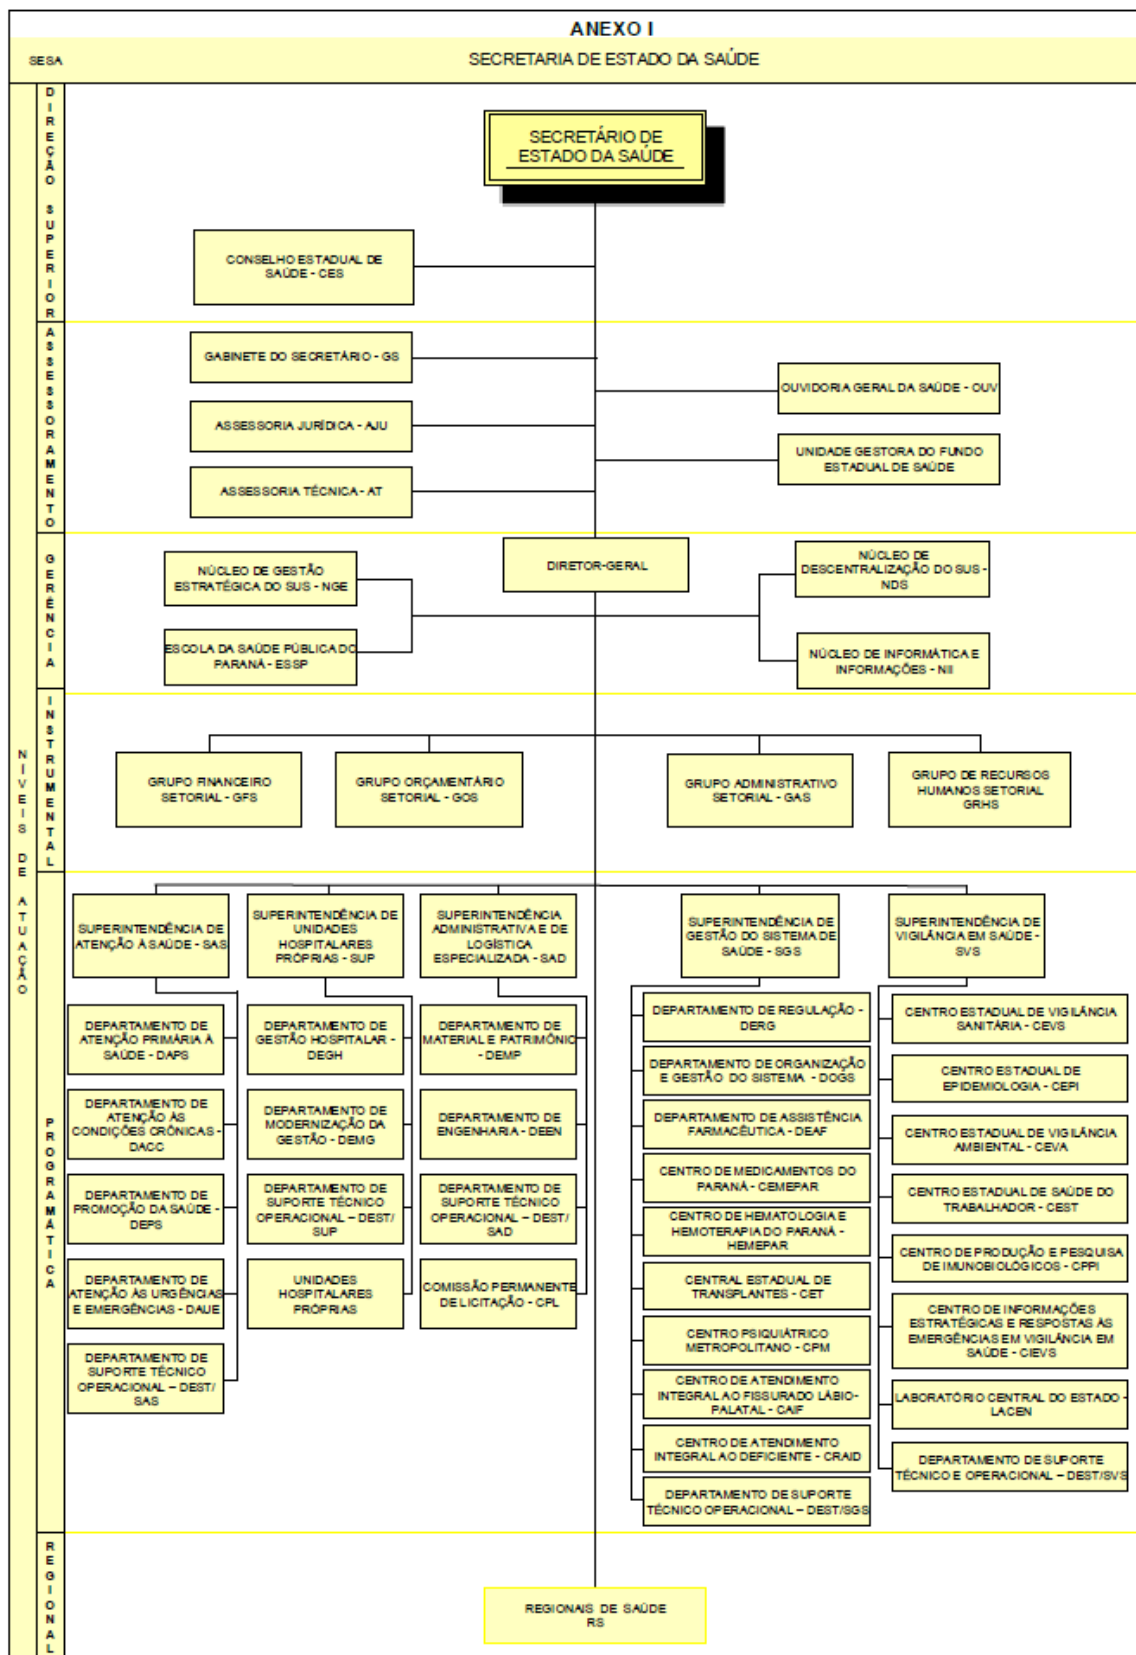 ANEXO I
SESA
SECRETARIA DE ESTADO DA SAÚDE
NÍVEIS DE ATUAÇÃO
DIREÇÃO SUPERIOR
SECRETÁRIO DE
ESTADO DA SAÚDE
CONSELHO ESTADUAL DE
SAÚDE - CES
ASSESSORAMENTO
GABINETE DO SECRETÁRIO - GS
OUVIDORIA GERAL DA SAÚDE - OUV
ASSESSORIA JURÍDICA - AJU
UNIDADE GESTORA DO FUNDO
ESTADUAL DE SAÚDE
ASSESSORIA TÉCNICA - AT
GERÊNCIA
DIRETOR-GERAL
NÚCLEO DE GESTÃO
ESTRATÉGICA DO SUS - NGE
NÚCLEO DE
DESCENTRALIZAÇÃO DO SUS -
NDS
ESCOLA DA SAÚDE PÚBLICA DO
PARANÁ - ESSP
NÚCLEO DE INFORMÁTICA E
INFORMAÇÕES - NII
INSTRUMENTAL
GRUPO FINANCEIRO
SETORIAL - GFS
GRUPO ORÇAMENTÁRIO
SETORIAL - GOS
GRUPO ADMINISTRATIVO
SETORIAL - GAS
GRUPO DE RECURSOS
HUMANOS SETORIAL
GRHS
PROGRAMÁTICA
SUPERINTENDÊNCIA DE
ATENÇÃO À SAÚDE - SAS
DEPARTAMENTO DE
ATENÇÃO PRIMÁRIA À
SAÚDE - DAPS
DEPARTAMENTO DE
ATENÇÃO ÀS
CONDIÇÕES CRÔNICAS -
DACC
DEPARTAMENTO DE
PROMOÇÃO DA SAÚDE -
DEPS
DEPARTAMENTO DE
ATENÇÃO ÀS URGÊNCIAS
E EMERGÊNCIAS - DAUE
DEPARTAMENTO DE
SUPORTE TÉCNICO
OPERACIONAL – DEST/
SAS
SUPERINTENDÊNCIA DE
UNIDADES
HOSPITALARES
PRÓPRIAS - SUP
DEPARTAMENTO DE
GESTÃO HOSPITALAR -
DEGH
DEPARTAMENTO DE
MODERNIZAÇÃO DA
GESTÃO - DEMG
DEPARTAMENTO DE
SUPORTE TÉCNICO
OPERACIONAL – DEST/
SUP
UNIDADES
HOSPITALARES
PRÓPRIAS
SUPERINTENDÊNCIA
ADMINISTRATIVA E DE
LOGÍSTICA
ESPECIALIZADA - SAD
DEPARTAMENTO DE
MATERIAL E PATRIMÔNIO -
DEMP
DEPARTAMENTO DE
ENGENHARIA - DEEN
DEPARTAMENTO DE
SUPORTE TÉCNICO
OPERACIONAL – DEST/
SAD
COMISSÃO PERMANENTE
DE LICITAÇÃO - CPL
SUPERINTENDÊNCIA DE
GESTÃO DO SISTEMA DE
SAÚDE - SGS
DEPARTAMENTO DE REGULAÇÃO -
DERG
DEPARTAMENTO DE ORGANIZAÇÃO
E GESTÃO DO SISTEMA - DOGS
DEPARTAMENTO DE ASSISTÊNCIA
FARMACÊUTICA - DEAF
CENTRO DE MEDICAMENTOS DO
PARANÁ - CEMEPAR
CENTRO DE HEMATOLOGIA E
HEMOTERAPIA DO PARANÁ -
HEMEPAR
CENTRAL ESTADUAL DE
TRANSPLANTES - CET
CENTRO PSIQUIÁTRICO
METROPOLITANO - CPM
CENTRO DE ATENDIMENTO
INTEGRAL AO FISSURADO LÁBIO-
PALATAL - CAIF
CENTRO DE ATENDIMENTO
INTEGRAL AO DEFICIENTE - CRAID
DEPARTAMENTO DE SUPORTE
TÉCNICO OPERACIONAL – DEST/SGS
SUPERINTENDÊNCIA DE
VIGILÂNCIA EM SAÚDE -
SVS
CENTRO ESTADUAL DE VIGILÂNCIA
SANITÁRIA - CEVS
CENTRO ESTADUAL DE
EPIDEMIOLOGIA - CEPI
CENTRO ESTADUAL DE VIGILÂNCIA
AMBIENTAL - CEVA
CENTRO ESTADUAL DE SAÚDE DO
TRABALHADOR - CEST
CENTRO DE PRODUÇÃO E PESQUISA
DE IMUNOBIOLÓGICOS - CPPI
CENTRO DE INFORMAÇÕES
ESTRATÉGICAS E RESPOSTAS ÀS
EMERGÊNCIAS EM VIGILÂNCIA EM
SAÚDE - CIEVS
LABORATÓRIO CENTRAL DO ESTADO -
LACEN
DEPARTAMENTO DE SUPORTE
TÉCNICO E OPERACIONAL – DEST/SVS
REGIONAL
REGIONAIS DE SAÚDE
RS